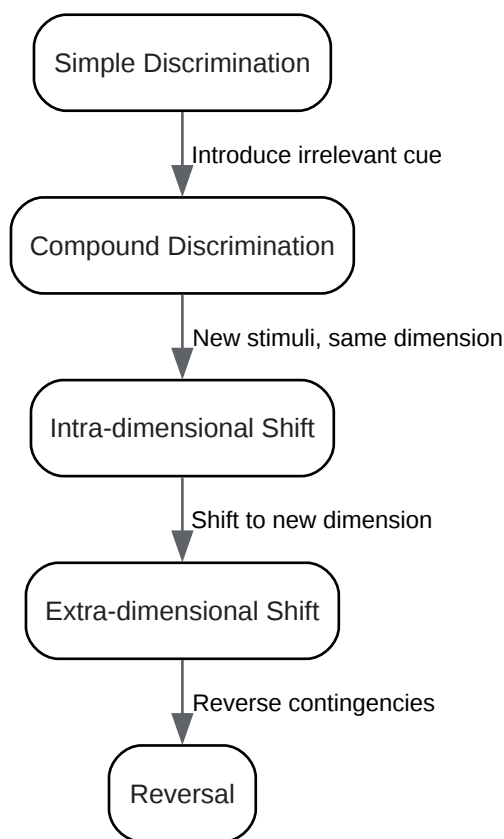 Simple Discrimination
Introduce irrelevant cue
Compound Discrimination
New stimuli, same dimension
Intra-dimensional Shift
Shift to new dimension
Extra-dimensional Shift
Reverse contingencies
Reversal